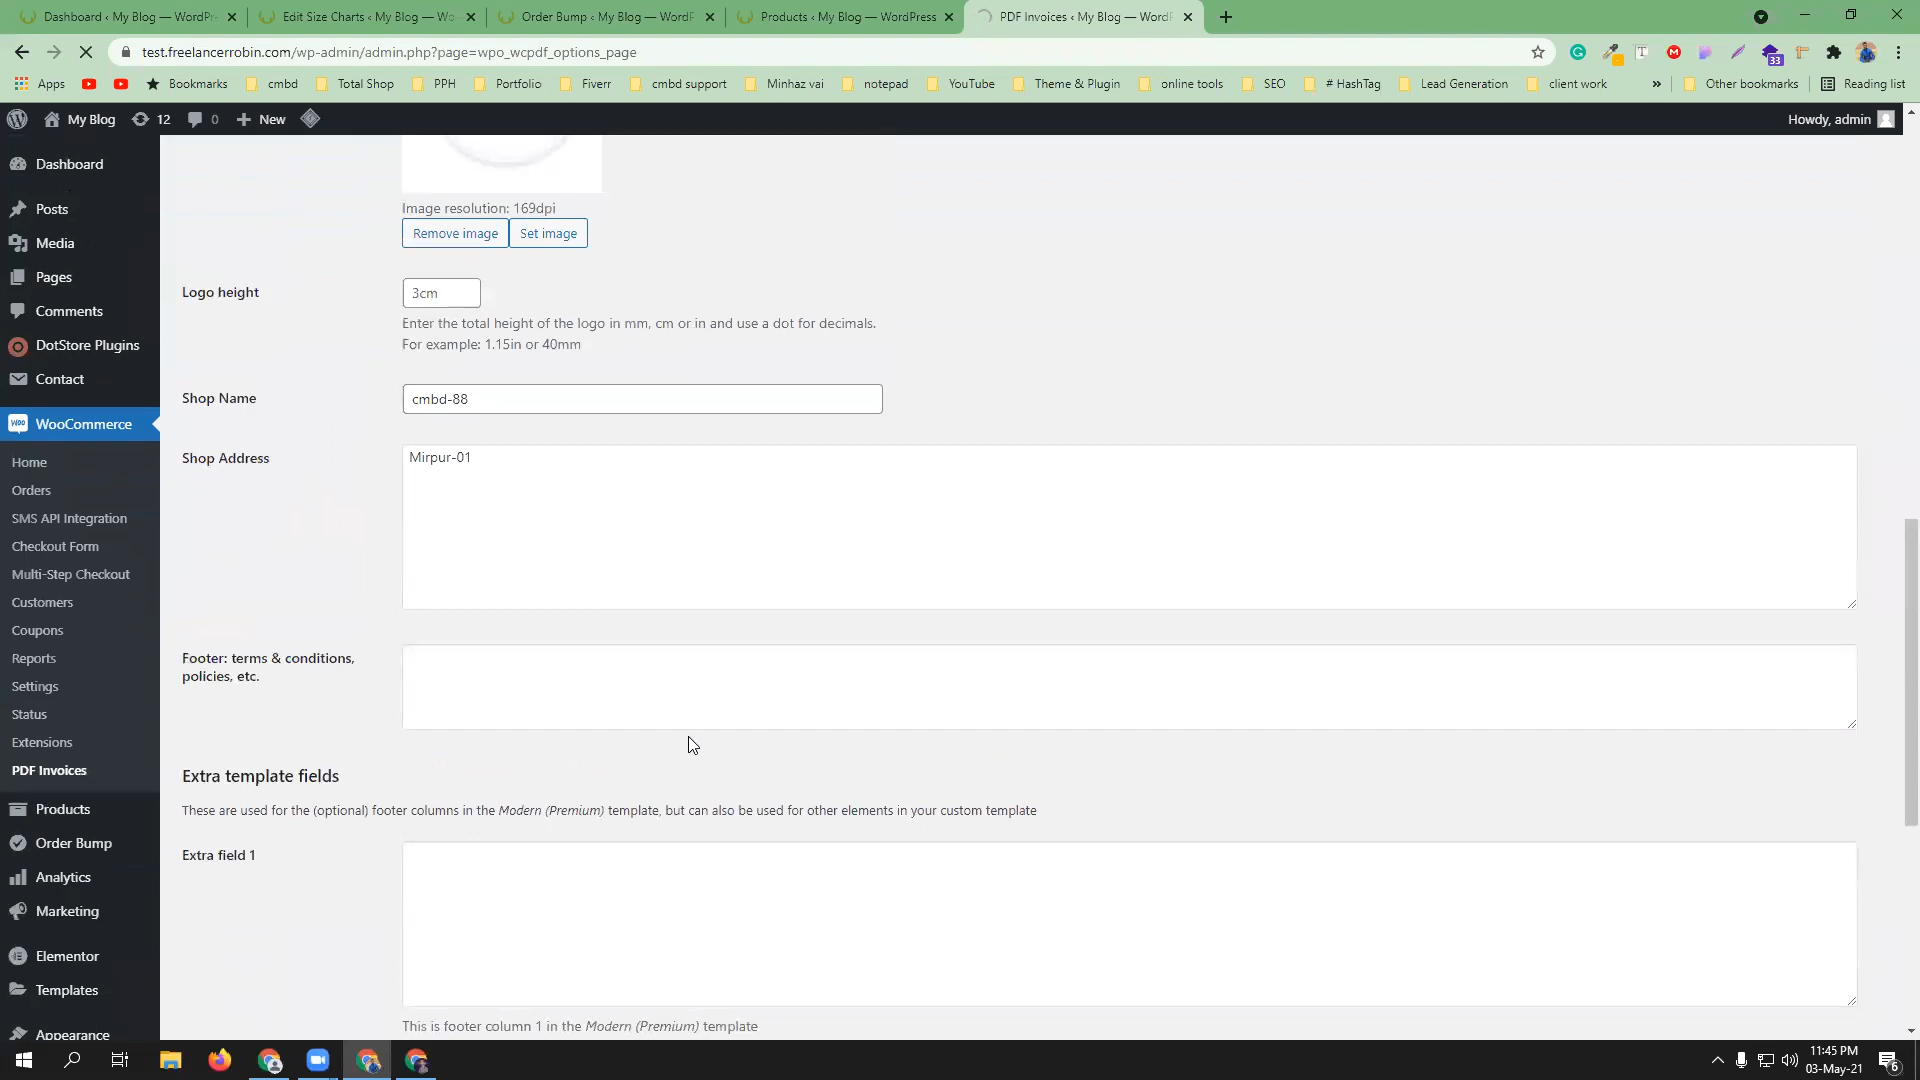 Dashboard ‹ My Blog — WordPr
Edit Size Charts ‹ My Blog — Wo
Order Bump ‹ My Blog — WordP
Products ‹ My Blog — WordPress
PDF Invoices ‹ My Blog — WordP
test.freelancerrobin.com/wp-admin/admin.php?page=wpo_wcpdf_options_page
33
Apps
Bookmarks
cmbd
Total Shop
PPH
Portfolio
Fiverr
cmbd support
Minhaz vai
notepad
YouTube
Theme & Plugin
online tools
SEO
# HashTag
Lead Generation
client work
»
Other bookmarks
Reading list
My Blog
12
0
New
Howdy, admin
Dashboard
Posts
Media
Pages
Comments
DotStore Plugins
Contact
WooCommerce
Home
Orders
SMS API Integration
Checkout Form
Multi-Step Checkout
Customers
Coupons
Reports
Settings
Status
Extensions
PDF Invoices
Products
Order Bump
Analytics
Marketing
Elementor
Templates
Appearance
Image resolution: 169dpi
Remove image
Set image
Logo height
3cm
Enter the total height of the logo in mm, cm or in and use a dot for decimals.
For example: 1.15in or 40mm
Shop Name
cmbd-88
Shop Address
Mirpur-01
Footer: terms & conditions,
policies, etc.
Extra template fields
These are used for the (optional) footer columns in the Modern (Premium) template, but can also be used for other elements in your custom template
Extra field 1
This is footer column 1 in the Modern (Premium) template
11:45 PM
03-May-21
6